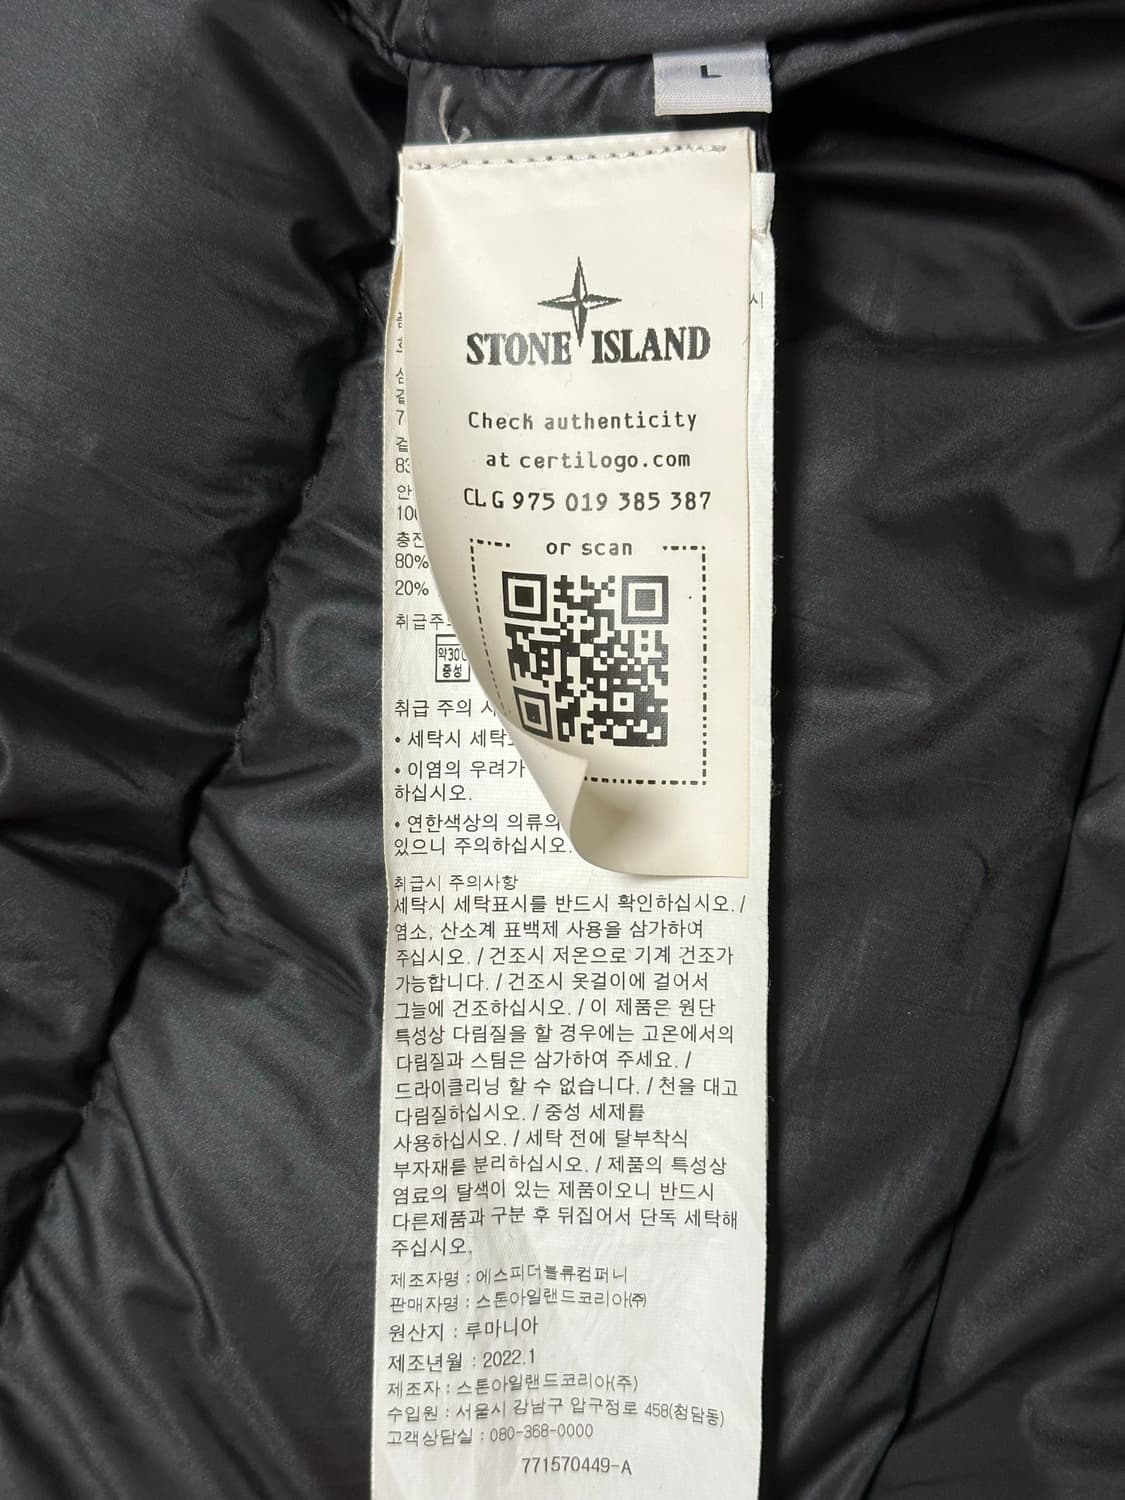 L
STONE ISLAND
Check authenticity
at certilogo.com
CLG 975 019 385 387
or scan
시
80%
20%
약30℃
중성
취급 주의
• 세탁시
• 이염의 우려가
하십시오.
• 연한색상의 의류의
있으니 주의하십시오.
취급시 주의사항
세탁시 세탁표시를 반드시 확인하십시오. /
염소, 산소계 표백제 사용을 삼가하여
주십시오. / 건조시 저온으로 기계 건조가
가능합니다. / 건조시 옷걸이에 걸어서
그늘에 건조하십시오. / 이 제품은 원단
특성상 다림질을 할 경우에는 고온에서의
다림질과 스팀은 삼가하여 주세요. /
드라이클리닝 할 수 없습니다. / 천을 대고
다림질하십시오. / 중성 세제를
사용하십시오. / 세탁 전에 탈부착식
부자재를 분리하십시오. / 제품의 특성상
염료의 탈색이 있는 제품이오니 반드시
다른제품과 구분 후 뒤집어서 단독 세탁해
주십시오.
제조자명 : 에스피더블류컴퍼니
판매자명 : 스톤아일랜드코리아㈜
원산지 : 루마니아
제조년월 : 2022.1
제조자 : 스톤아일랜드코리아(주)
수입원 : 서울시 강남구 압구정로 458(청담동)
고객상담실 : 080-368-0000
771570449-A